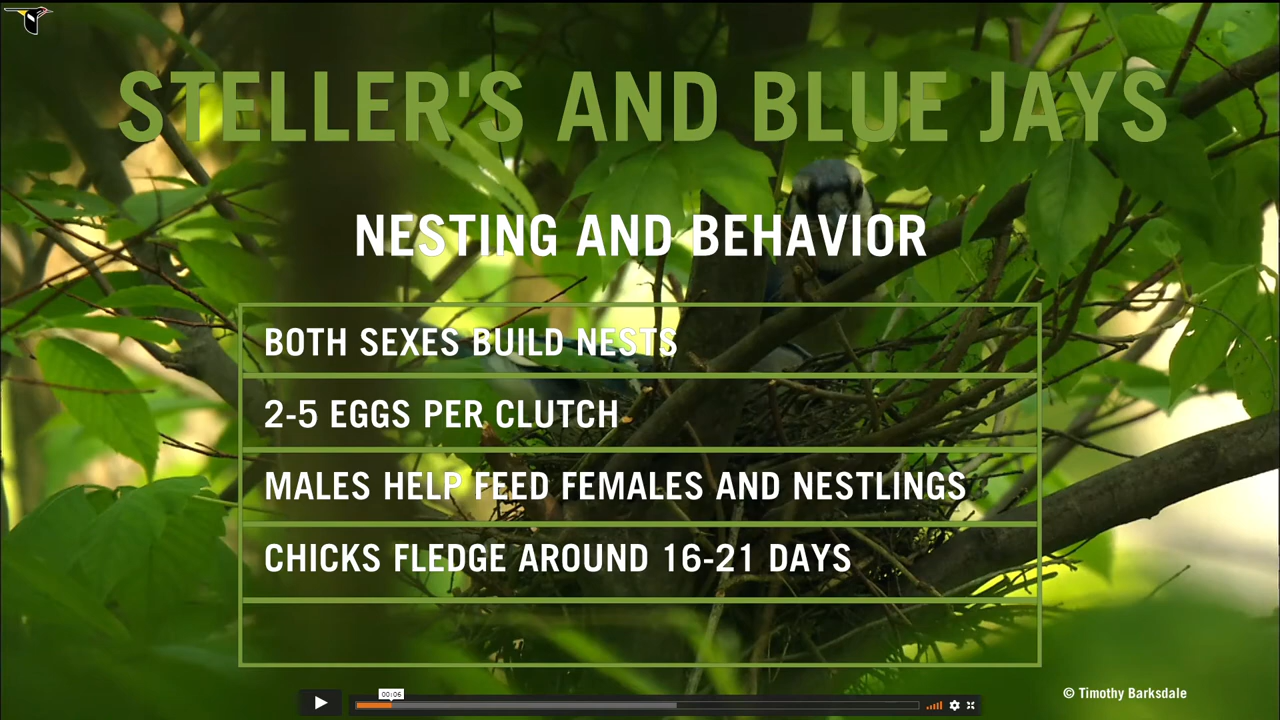 STELLER'S AND BLUE JAYS
NESTING AND BEHAVIOR
BOTH SEXES BUILD NESTS
2-5 EGGS PER CLUTCH
MALES HELP FEED FEMALES AND NESTLINGS
CHICKS FLEDGE AROUND 16-21 DAYS
00:06
© Timothy Barksdale